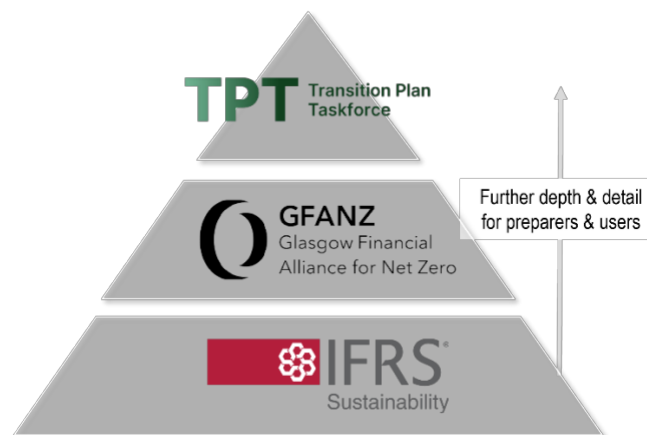 TPT Transition Plan
Taskforce
GFANZ
Glasgow Financial
Alliance for Net Zero
Further depth & detail
for preparers & users
IFRS®
Sustainability